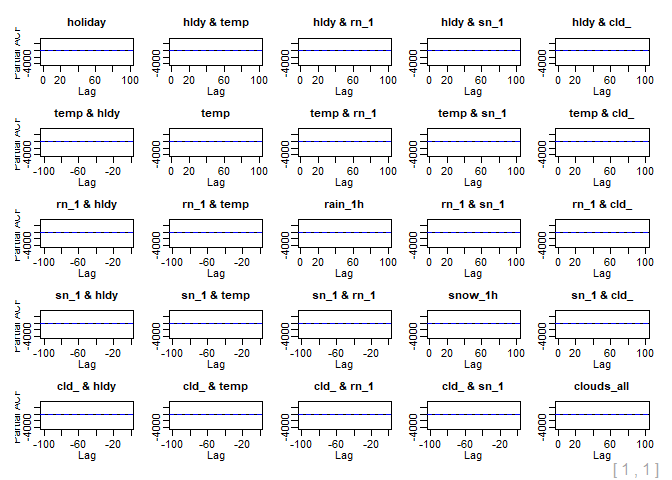 holiday hldy & temp hldy & rn_1 hldy & sn_1 hldy & cld_
Partial ACF
-4000 -4000 -4000 -4000 -4000
0 20 60 100 0 20 60 100 0 20 60 100 0 20 60 100 0 20 60 100
Lag Lag Lag Lag Lag
temp & hldy temp temp & rn_1 temp & sn_1 temp & cld_
Partial ACF
-4000 -4000 -4000 -4000 -4000
-100 -60 -20 0 20 60 100 0 20 60 100 0 20 60 100 0 20 60 100
Lag Lag Lag Lag Lag
rn_1 & hldy rn_1 & temp rain_1h rn_1 & sn_1 rn_1 & cld_
Partial ACF
-4000 -4000 -4000 -4000 -4000
-100 -60 -20 -100 -60 -20 0 20 60 100 0 20 60 100 0 20 60 100
Lag Lag Lag Lag Lag
sn_1 & hldy sn_1 & temp sn_1 & rn_1 snow_1h sn_1 & cld_
Partial ACF
-4000 -4000 -4000 -4000 -4000
-100 -60 -20 -100 -60 -20 -100 -60 -20 0 20 60 100 0 20 60 100
Lag Lag Lag Lag Lag
cld_ & hldy cld_ & temp cld_ & rn_1 cld_ & sn_1 clouds_all
Partial ACF
-4000 -4000 -4000 -4000 -4000
-100 -60 -20 -100 -60 -20 -100 -60 -20 -100 -60 -20 0 20 60 100
Lag Lag Lag Lag Lag
[ 1 , 1 ]